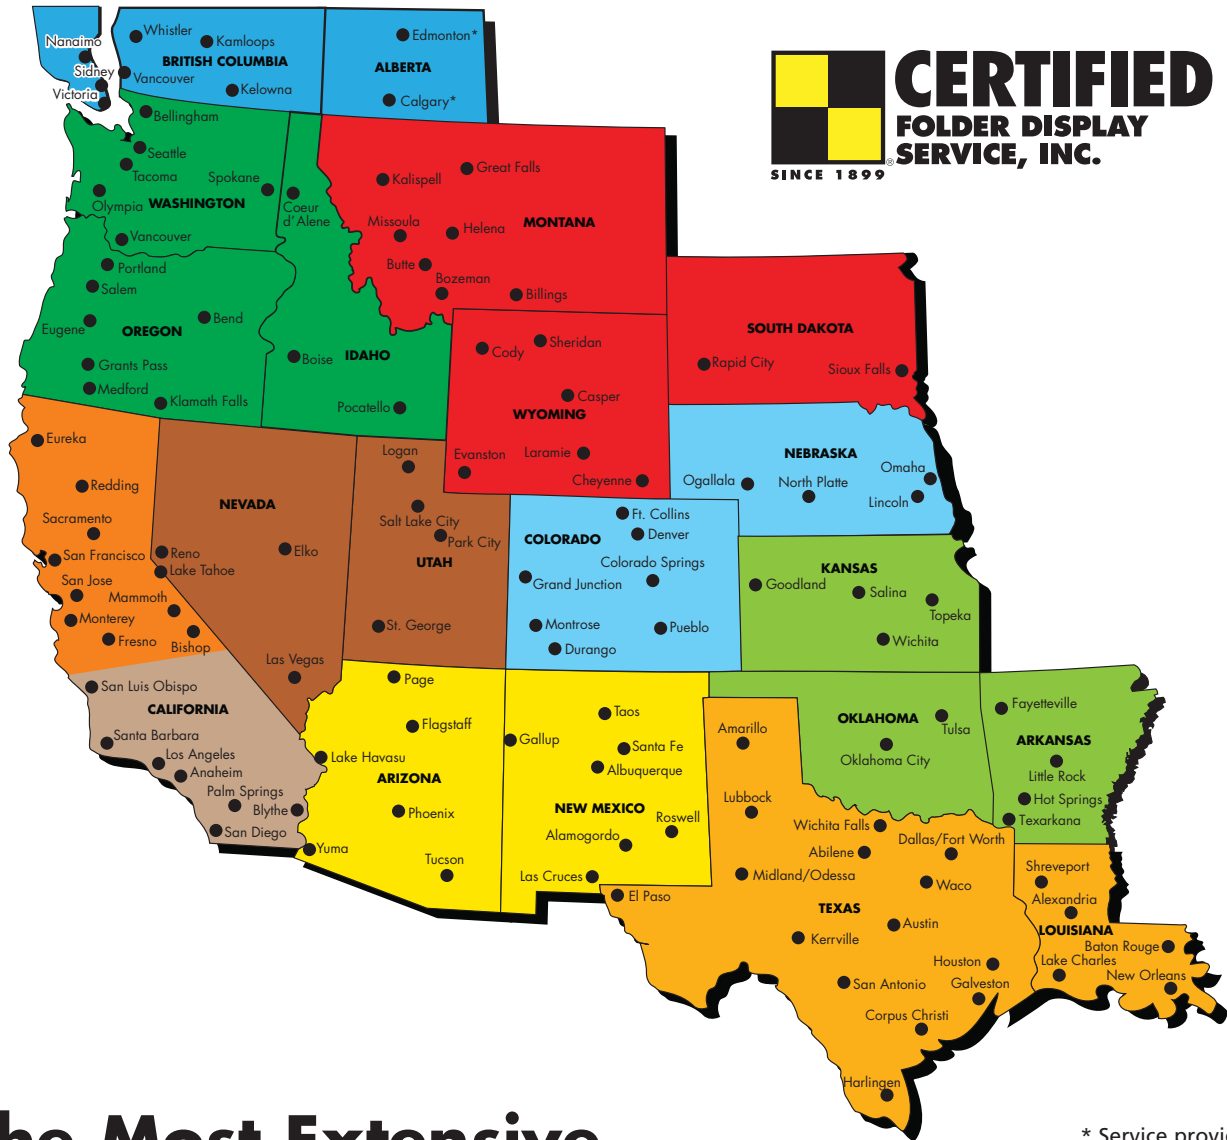 Nanaimo
Sidney
Victoria
Whistler
Kamloops
BRITISH COLUMBIA
Vancouver
Kelowna
Edmonton*
ALBERTA
Calgary*
CERTIFIED
FOLDER DISPLAY
SERVICE, INC.
®
SINCE 1899
Bellingham
Seattle
Tacoma
Spokane
Olympia
WASHINGTON
Vancouver
Coeur
d'Alene
Kalispell
Great Falls
Missoula
Helena
MONTANA
Butte
Bozeman
Billings
Portland
Salem
Eugene
OREGON
Bend
Grants Pass
Medford
Klamath Falls
Boise
IDAHO
Pocatello
Cody
Sheridan
Casper
WYOMING
Evanston
Laramie
Cheyenne
SOUTH DAKOTA
Rapid City
Sioux Falls
NEBRASKA
Ogallala
North Platte
Omaha
Lincoln
Eureka
Redding
Sacramento
San Francisco
San Jose
Mammoth
Monterey
Fresno
Bishop
NEVADA
Reno
Lake Tahoe
Elko
Las Vegas
Logan
Salt Lake City
Park City
UTAH
St. George
Ft. Collins
Denver
COLORADO
Colorado Springs
Grand Junction
Montrose
Pueblo
Durango
KANSAS
Goodland
Salina
Topeka
Wichita
San Luis Obispo
CALIFORNIA
Santa Barbara
Los Angeles
Anaheim
Palm Springs
Blythe
San Diego
Page
Flagstaff
Lake Havasu
ARIZONA
Phoenix
Yuma
Tucson
Taos
Gallup
Santa Fe
Albuquerque
NEW MEXICO
Roswell
Alamogordo
Las Cruces
OKLAHOMA
Tulsa
Oklahoma City
Fayetteville
ARKANSAS
Little Rock
Hot Springs
Texarkana
Amarillo
Lubbock
Wichita Falls
Dallas/Fort Worth
Abilene
Midland/Odessa
Waco
El Paso
TEXAS
Austin
Kerrville
Houston
San Antonio
Galveston
Corpus Christi
Harlingen
Shreveport
Alexandria
LOUISIANA
Baton Rouge
Lake Charles
New Orleans
he Most Extensive
* Service provi